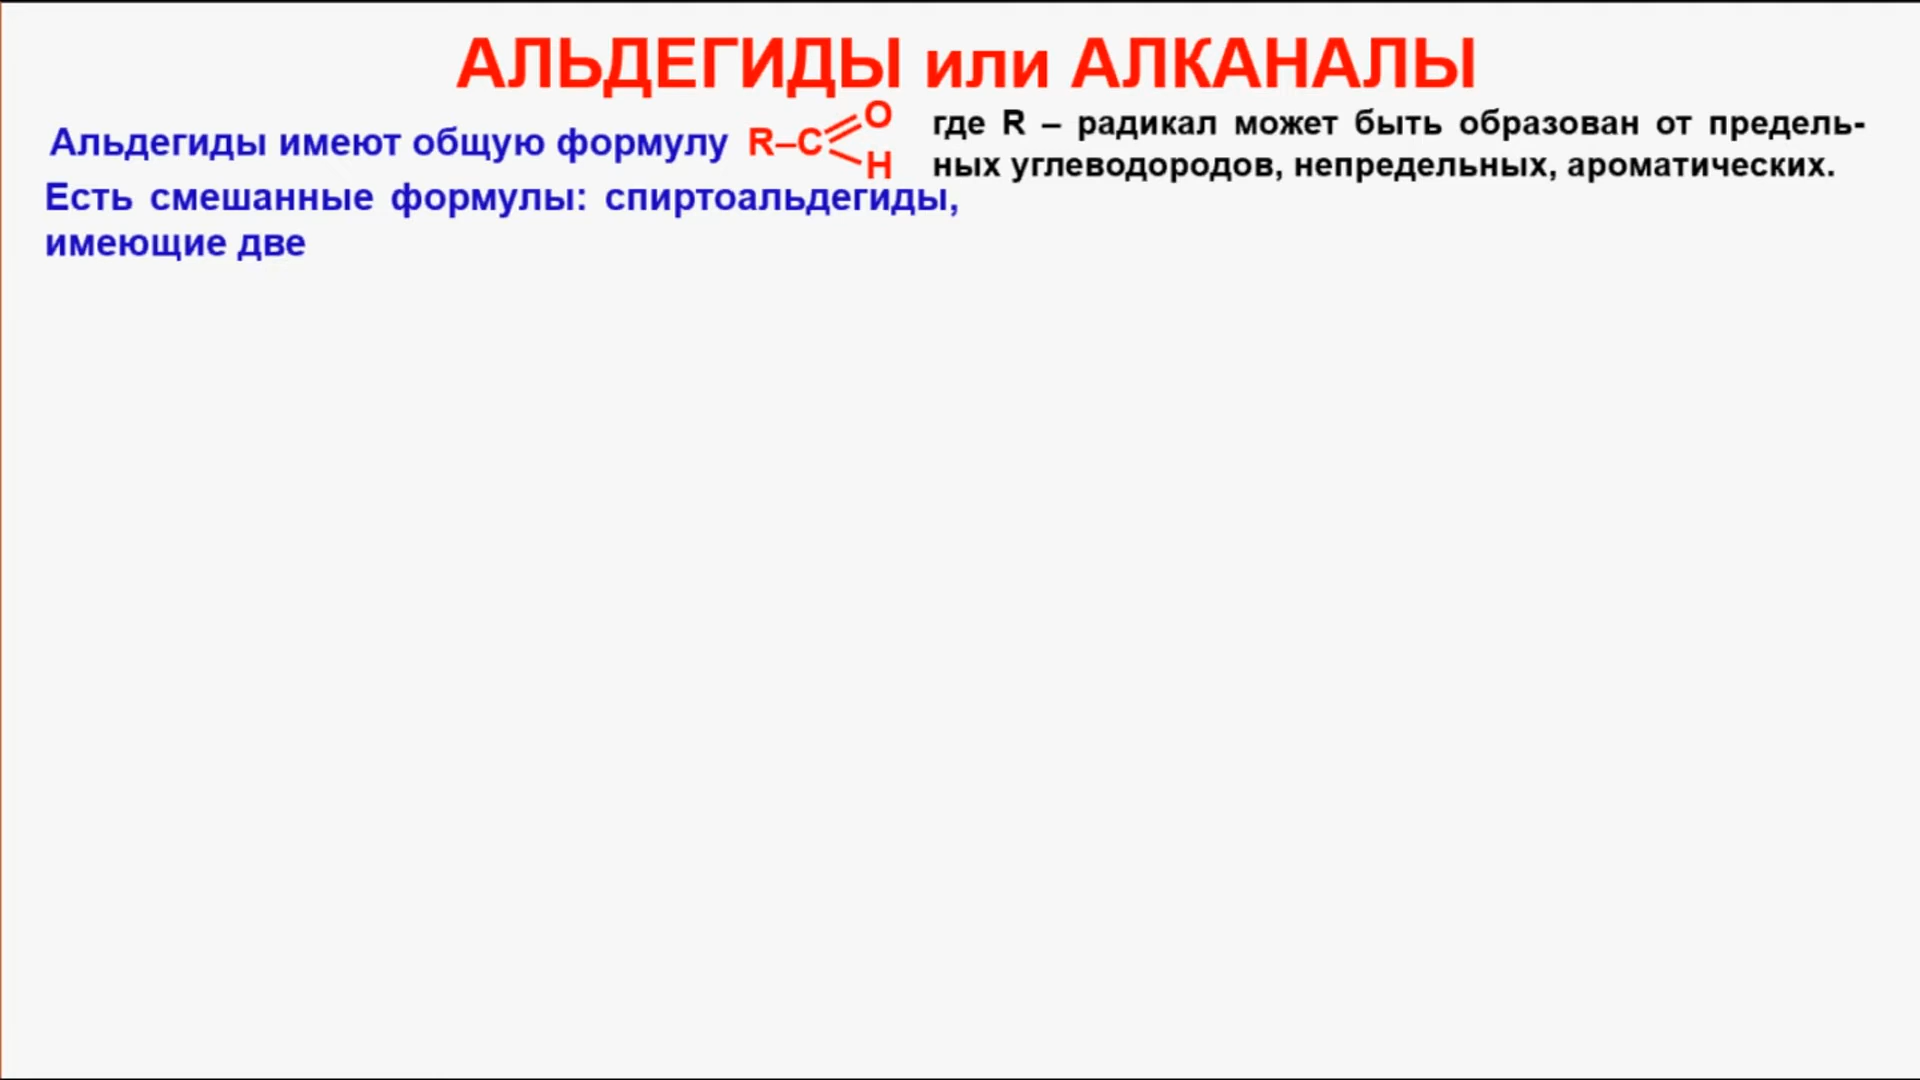 АЛЬДЕГИДЫ или АЛКАНАЛЫ
Альдегиды имеют общую формулу R–C
O
H
где R – радикал может быть образован от предель-
ных углеводородов, непредельных, ароматических.
Есть смешанные формулы: спиртоальдегиды,
имеющие две